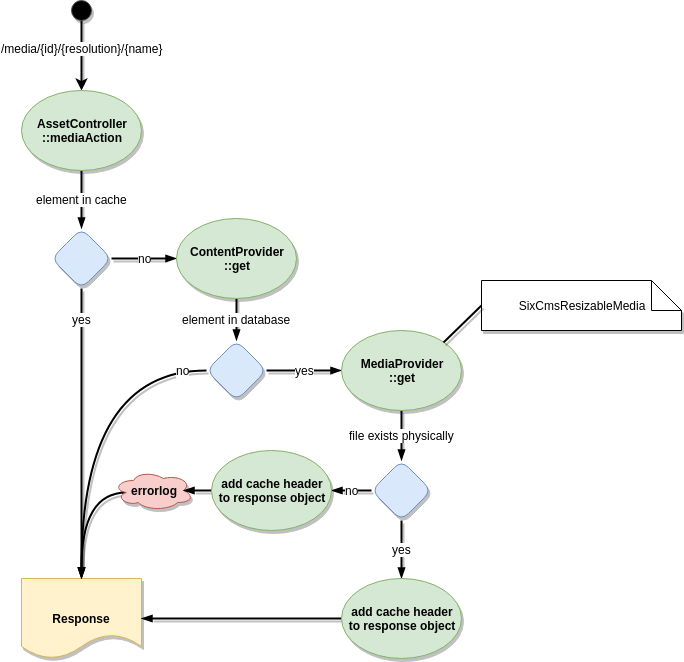 /media/{id}/{resolution}/{name}
AssetController
::mediaAction
element in cache
no
ContentProvider
::get
yes
element in database
SixCmsResizableMedia
no
yes
MediaProvider
::get
file exists physically
errorlog
add cache header
to response object
no
yes
Response
add cache header
to response object